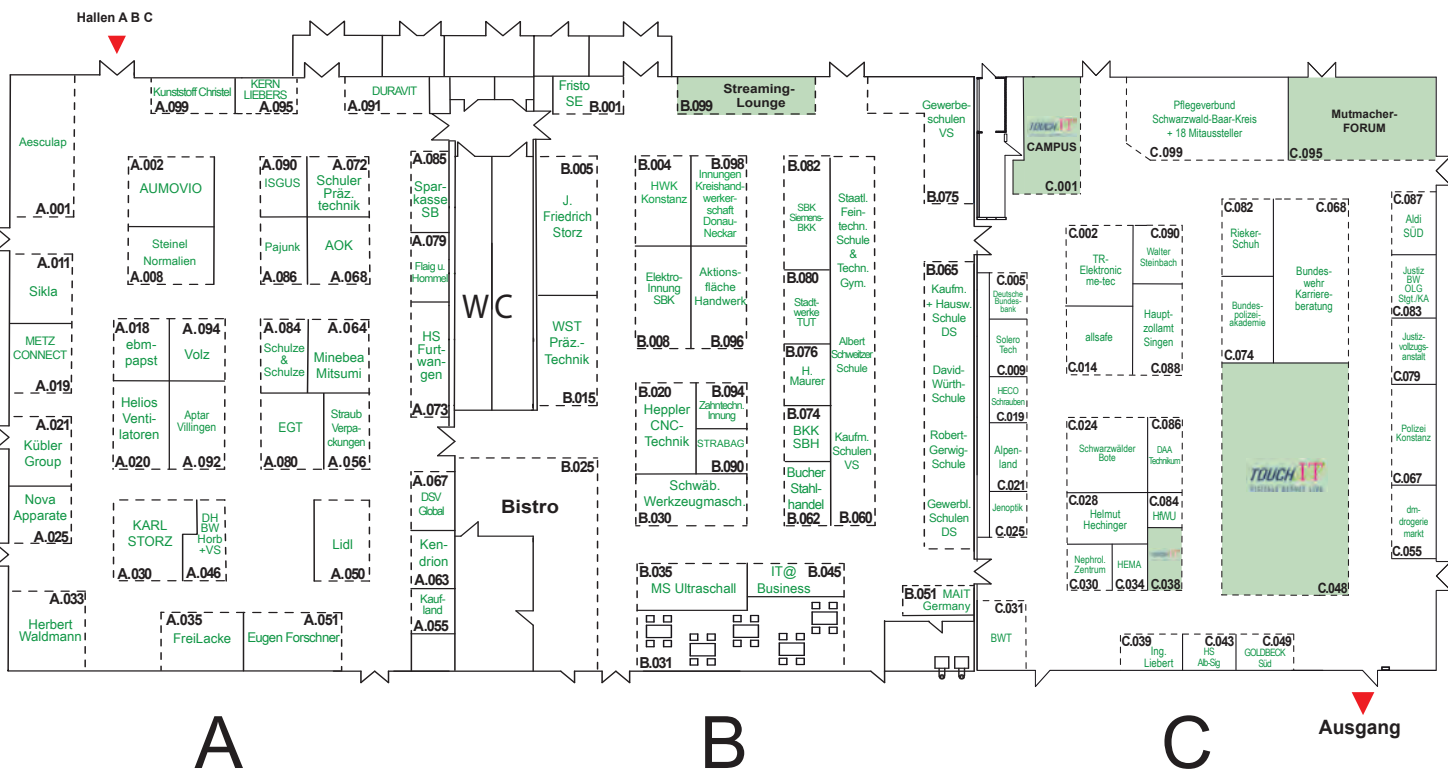 Hallen A B C
Kunststoff Christel
A.099
KERN
LIEBERS
A.095
DURAVIT
A.091
Aesculap
A.001
A.002
AUMOVIO
Steinel
Normalien
A.008
A.090
ISGUS
A.072
Schuler
Präz.
technik
Pajunk
A.086
AOK
A.068
A.085
Spar-
kasse
SB
A.079
Flaig u.
Hommel
HS
Furt-
wan-
gen
A.073
A.011
Sikla
METZ
CONNECT
A.019
A.018
ebm-
papst
A.094
Volz
Helios
Venti-
latoren
A.020
Aptar
Villingen
A.092
A.084
Schulze
&
Schulze
A.064
Minebea
Mitsumi
EGT
A.080
Straub
Verpa-
ckungen
A.056
A.021
Kübler
Group
Nova
Apparate
A.025
KARL
STORZ
A.030
DH
BW
Horb
+VS
A.046
Lidl
A.050
A.067
DSV
Global
Ken-
drion
A.063
Kauf-
land
A.055
A.033
Herbert
Waldmann
A.035
FreiLacke
A.051
Eugen Forschner
WC
Fristo
SE
B.001
B.005
J.
Friedrich
Storz
WST
Präz.-
Technik
B.015
B.025
Bistro
Streaming-
Lounge
B.099
B.004
HWK
Konstanz
B.098
Innungen
Kreishand-
werker-
schaft
Donau-
Neckar
Elektro-
Innung
SBK
B.008
Aktions-
fläche
Handwerk
B.096
B.082
SBK
Siemens-
BKK
B.080
Stadt-
werke
TUT
B.076
H.
Maurer
B.074
BKK
SBH
Bucher
Stahl-
handel
B.062
Staatl.
Fein-
techn.
Schule
&
Techn.
Gym.
Albert
Schweitzer
Schule
Kaufm.
Schulen
VS
B.060
B.020
Heppler
CNC-
Technik
B.094
Zahntechn.
Innung
STRABAG
B.090
Schwäb.
Werkzeugmasch.
B.030
B.035
MS Ultraschall
IT@
Business
B.045
B.031
Gewerbe-
schulen
VS
B.075
B.065
Kaufm.
+ Hausw.
Schule
DS
David-
Würth-
Schule
Robert-
Gerwig-
Schule
Gewerbl.
Schulen
DS
B.051 MAIT
Germany
TOUCH IT
CAMPUS
C.001
Pflegeverbund
Schwarzwald-Baar-Kreis
+ 18 Mitaussteller
C.099
Mutmacher-
FORUM
C.095
C.005
Deutsche
Bundes-
bank
Solero
Tech
C.009
HECO
Schrauben
C.019
Alpen-
land
C.021
Jenoptik
C.025
C.031
BWT
C.002
TR-
Elektronic
me-tec
C.090
Walter
Steinbach
allsafe
C.014
Haupt-
zollamt
Singen
C.088
C.082
Rieker-
Schuh
C.068
Bundes-
wehr
Karriere-
beratung
Bundes-
polizei-
akademie
C.074
C.087
Aldi
SÜD
Justiz
BW
OLG
Stgt./KA
C.083
Justiz-
vollzugs-
anstalt
C.079
Polizei
Konstanz
C.067
dm-
drogerie
markt
C.055
C.024
Schwarzwälder
Bote
C.086
DAA
Technikum
C.028
Helmut
Hechinger
C.084
HfWU
Nephrol.
Zentrum
C.030
HEMA
C.034
C.038
TOUCH IT
C.048
C.039
Ing.
Liebert
C.043
HS
Alb-Sig
C.049
GOLDBECK
Süd
Ausgang
A
B
C